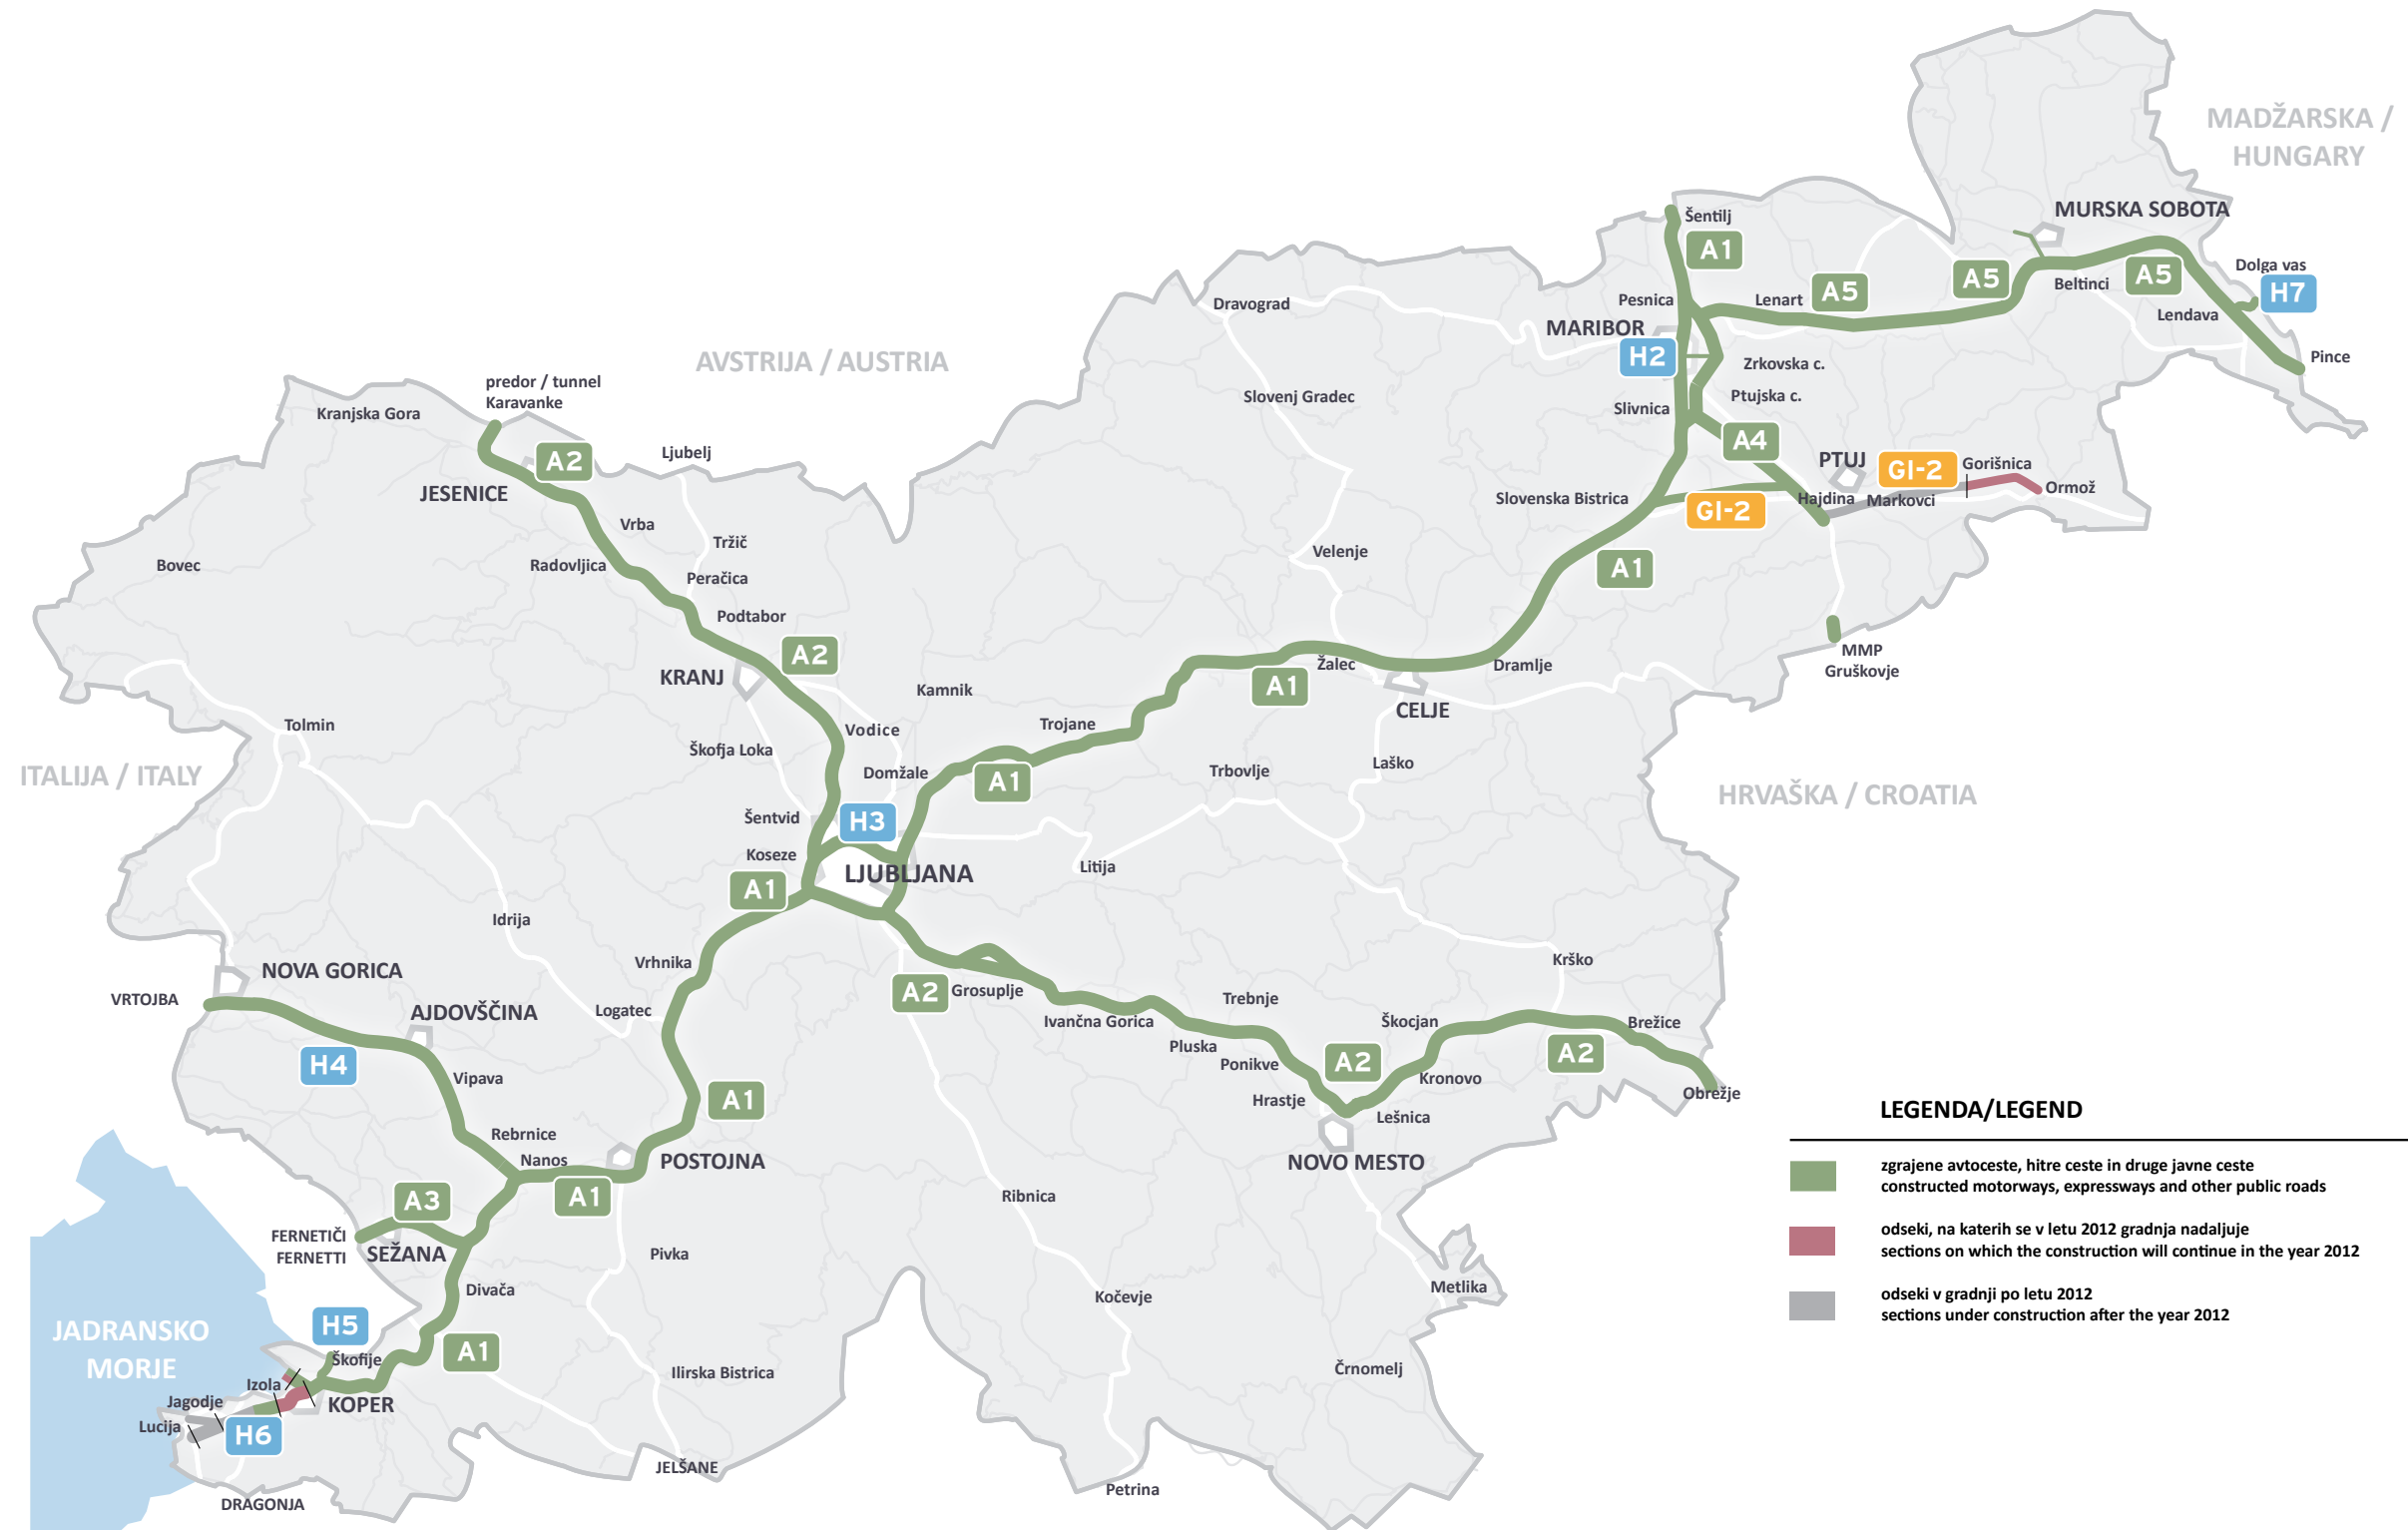 MADŽARSKA /
HUNGARY
MURSKA SOBOTA
Šentilj
A1
Dolga vas
H7
A5
A5
A5
Beltinci
Pesnica
Lenart
Lendava
Dravograd
MARIBOR
H2
Zrkovska c.
Pince
AVSTRIJA / AUSTRIA
predor / tunnel
Karavanke
Kranjska Gora
Slovenj Gradec
Ptujska c.
Slivnica
A4
PTUJ
GI-2
Gorišnica
Ljubelj
A2
JESENICE
Slovenska Bistrica
Hajdina
Markovci
Ormož
GI-2
Vrba
Tržič
Velenje
Bovec
Radovljica
A1
Peračica
Podtabor
A2
KRANJ
Žalec
Dramlje
MMP
Gruškovje
Kamnik
A1
CELJE
Tolmin
Vodice
Trojane
Škofja Loka
ITALIJA / ITALY
Domžale
A1
Trbovlje
Laško
HRVAŠKA / CROATIA
Šentvid
H3
Koseze
LJUBLJANA
Litija
A1
Idrija
NOVA GORICA
Vrhnika
Krško
VRTOJBA
A2
Grosuplje
Trebnje
AJDOVŠČINA
Logatec
Ivančna Gorica
Škocjan
Brežice
Pluska
H4
Ponikve
A2
A2
Vipava
Kronovo
A1
Hrastje
Obrežje
Lešnica
Rebrnice
Nanos
POSTOJNA
NOVO MESTO
A3
A1
Ribnica
FERNETIČI
FERNETTI
SEŽANA
Pivka
Divača
Metlika
Kočevje
JADRANSKO
MORJE
H5
Škofije
A1
Ilirska Bistrica
Črnomelj
Izola
Jagodje
KOPER
Lucija
H6
JELŠANE
Petrina
DRAGONJA
LEGENDA/LEGEND
zgrajene avtoceste, hitre ceste in druge javne ceste
constructed motorways, expressways and other public roads
odseki, na katerih se v letu 2012 gradnja nadaljuje
sections on which the construction will continue in the year 2012
odseki v gradnji po letu 2012
sections under construction after the year 2012